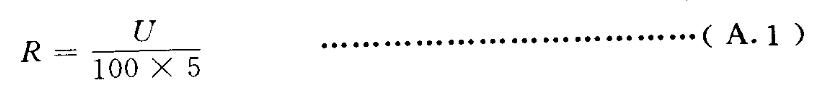 R = U / 100 × 5 ………………………………( A.1 )